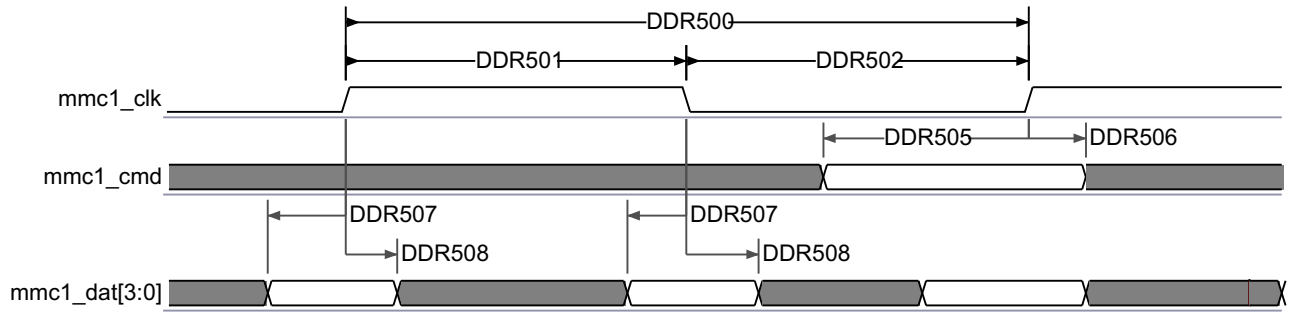 DDR500
DDR501 DDR502
mmc1_clk
DDR505 DDR506
mmc1_cmd
DDR507 DDR507
DDR508 DDR508
mmc1_dat[3:0]